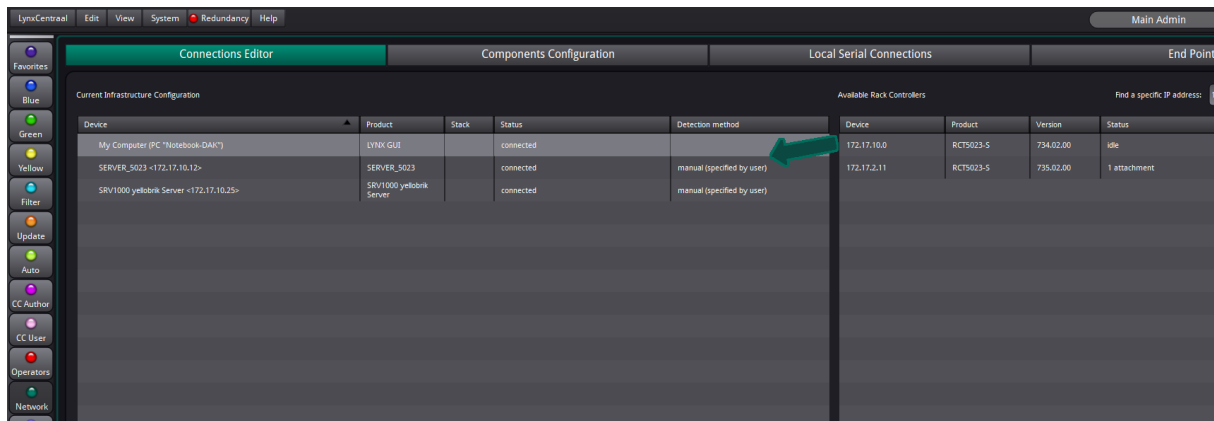 LynxCentraal Edit View System Redundancy Help Main Admin
Favorites
Blue
Green
Yellow
Filter
Update
Auto
CC Author
CC User
Operators
Network
Connections Editor Components Configuration Local Serial Connections End Point
Current Infrastructure Configuration
Device Product Stack Status Detection method
My Computer (PC "Notebook-DAK") LYNX GUI connected
SERVER_5023 <172.17.10.12> SERVER_5023 connected manual (specified by user)
SRV1000 yellobrik Server <172.17.10.25> SRV1000 yellobrik connected manual (specified by user)
Server
Available Rack Controllers Find a specific IP address:
Device Product Version Status
172.17.10.0 RCT5023-S 734.02.00 idle
172.17.2.11 RCT5023-S 735.02.00 1 attachment